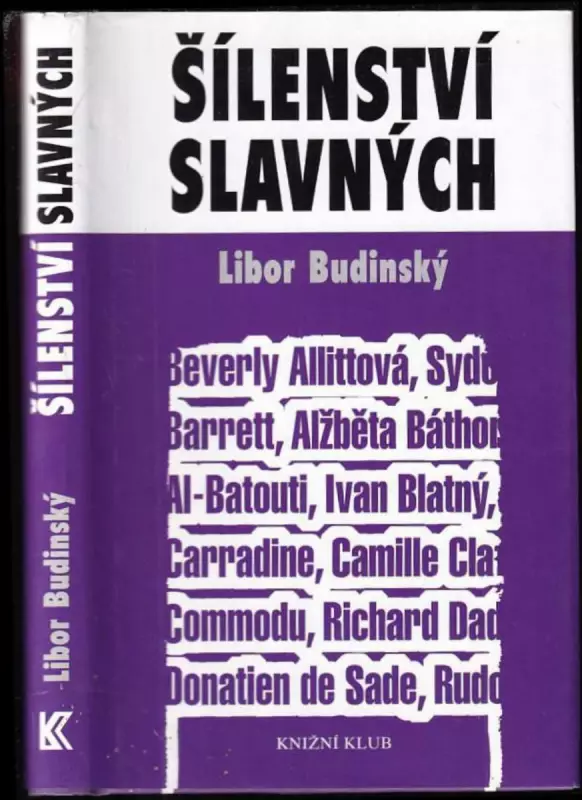 ŠÍLENSTVÍ SLAVNÝCH
Libor Budinský
ŠÍLENSTVÍ
SLAVNÝCH
Libor Budinský
Beverly Allittová, Syd
Barrett, Alžběta Bátho
Al-Batouti, Ivan Blatný,
Carradine, Camille Cla
Commodu, Richard Dad
Donatien de Sade, Rudo
KNIŽNÍ KLUB